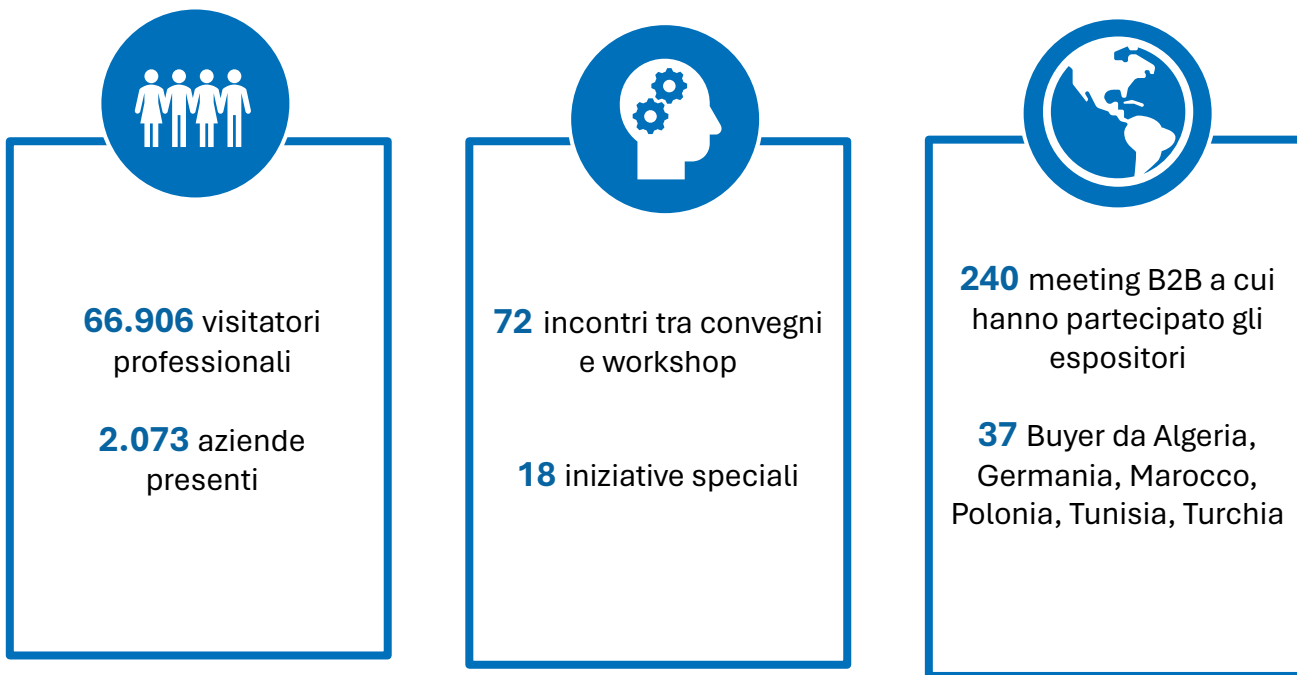 66.906 visitatori
professionali
2.073 aziende
presenti
72 incontri tra convegni
e workshop
18 iniziative speciali
240 meeting B2B a cui
hanno partecipato gli
espositori
37 Buyer da Algeria,
Germania, Marocco,
Polonia, Tunisia, Turchia